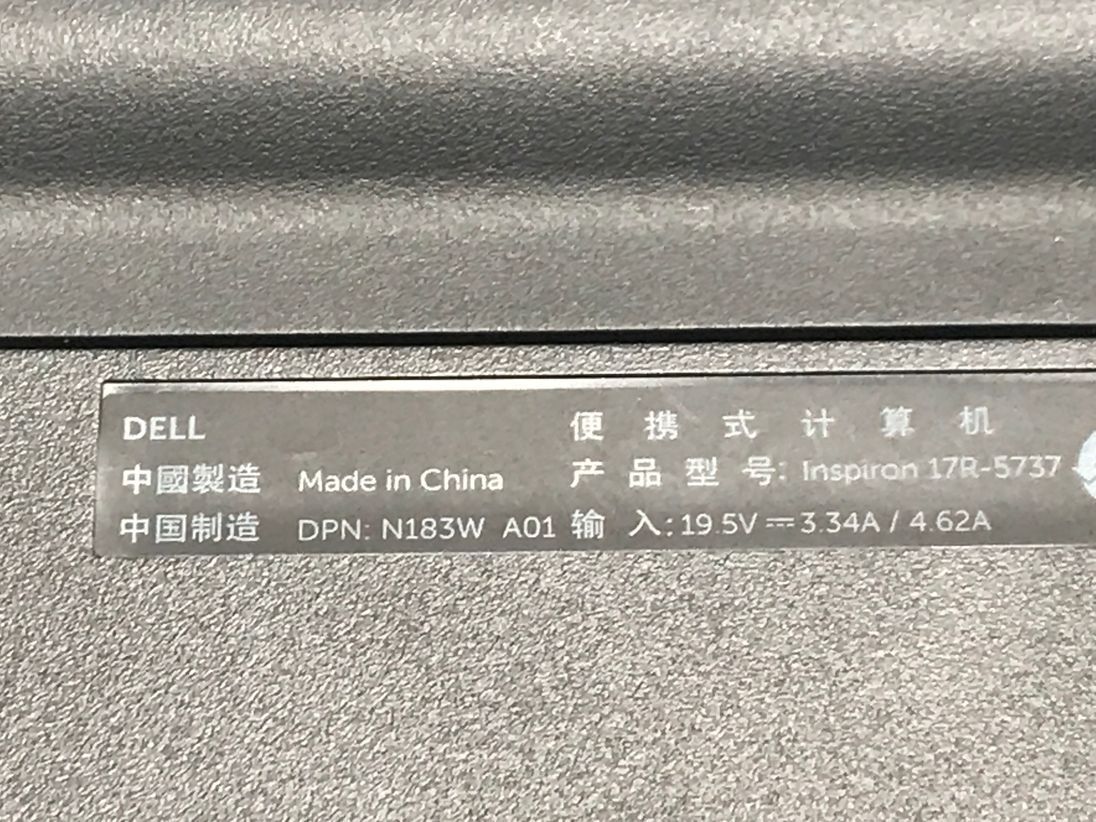 DELL
中國製造 Made in China
中国制造 DPN: N183W A01
便携式计算机
产品型号: Inspiron 17R-5737
输入: 19.5V ⎓ 3.34A / 4.62A